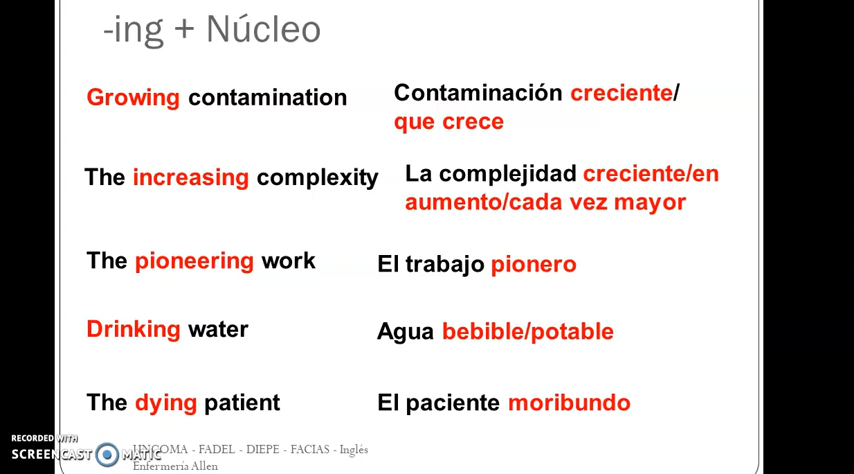 -ing + Núcleo
Growing contamination
Contaminación creciente/
que crece
The increasing complexity
La complejidad creciente/en
aumento/cada vez mayor
The pioneering work
El trabajo pionero
Drinking water
Agua bebible/potable
The dying patient
El paciente moribundo
RECORDED WITH
SCREENCAST MATIC
UNCOMA - FADEL - DIEPE - FACIAS - Inglés
Enfermería Allen